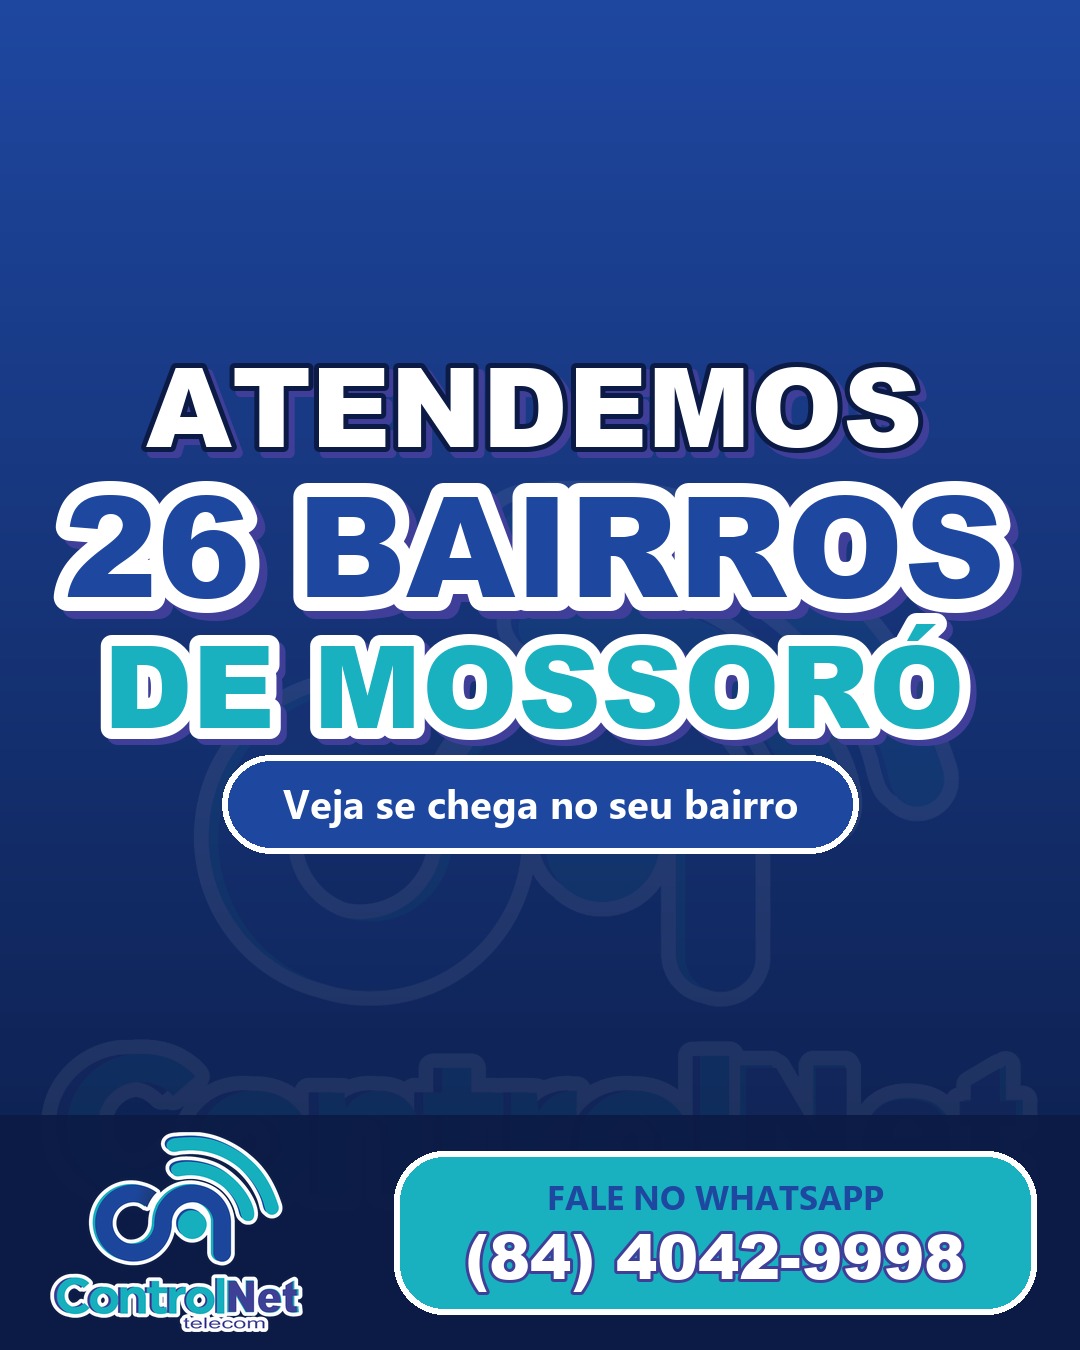 ATENDEMOS
26 BAIRROS
DE MOSSORÓ
Veja se chega no seu bairro
ControlNet
FALE NO WHATSAPP
(84) 4042-9998
ControlNet
telecom